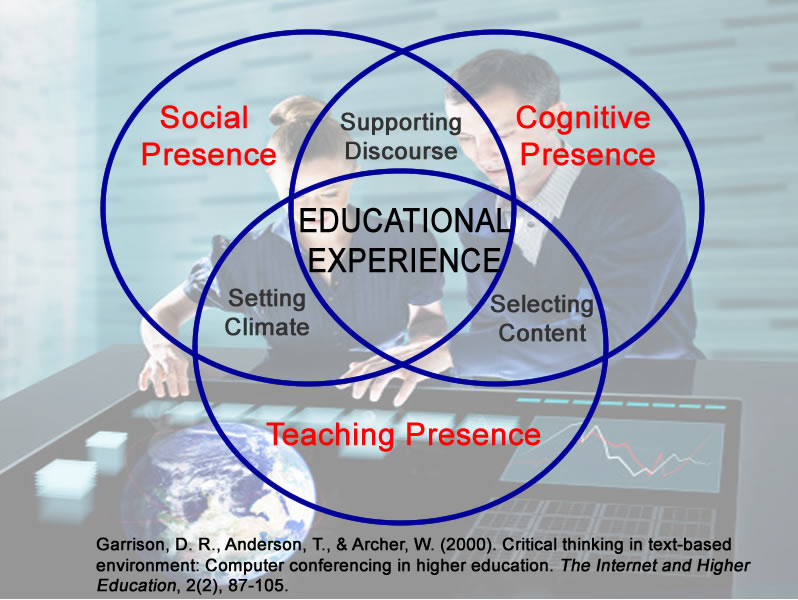 Social
Presence
Supporting
Discourse
Cognitive
Presence
EDUCATIONAL
EXPERIENCE
Setting
Climate
Selecting
Content
Teaching Presence
Garrison, D. R., Anderson, T., & Archer, W. (2000). Critical thinking in text-based
environment: Computer conferencing in higher education. The Internet and Higher
Education, 2(2), 87-105.